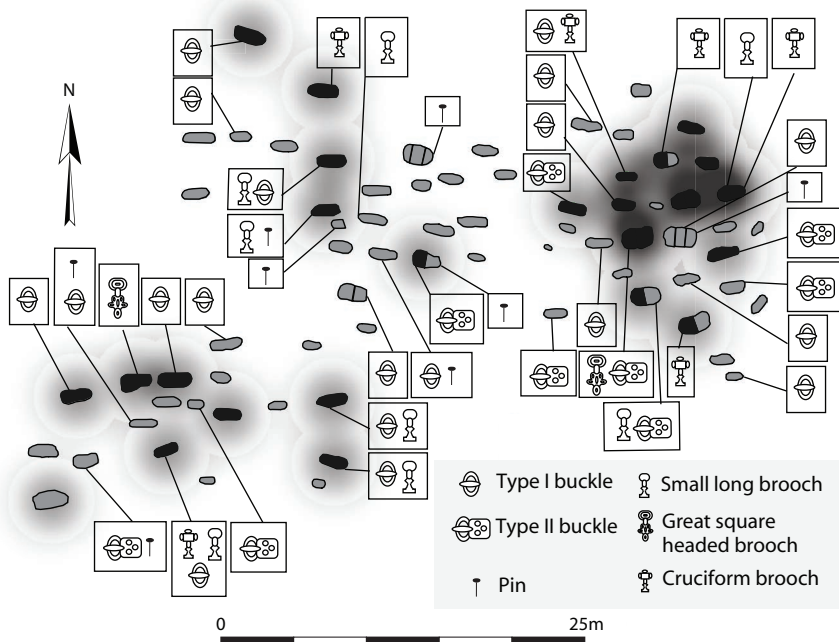 N
Type I buckle
Small long brooch
Type II buckle
Great square
headed brooch
Pin
Cruciform brooch
0
25m